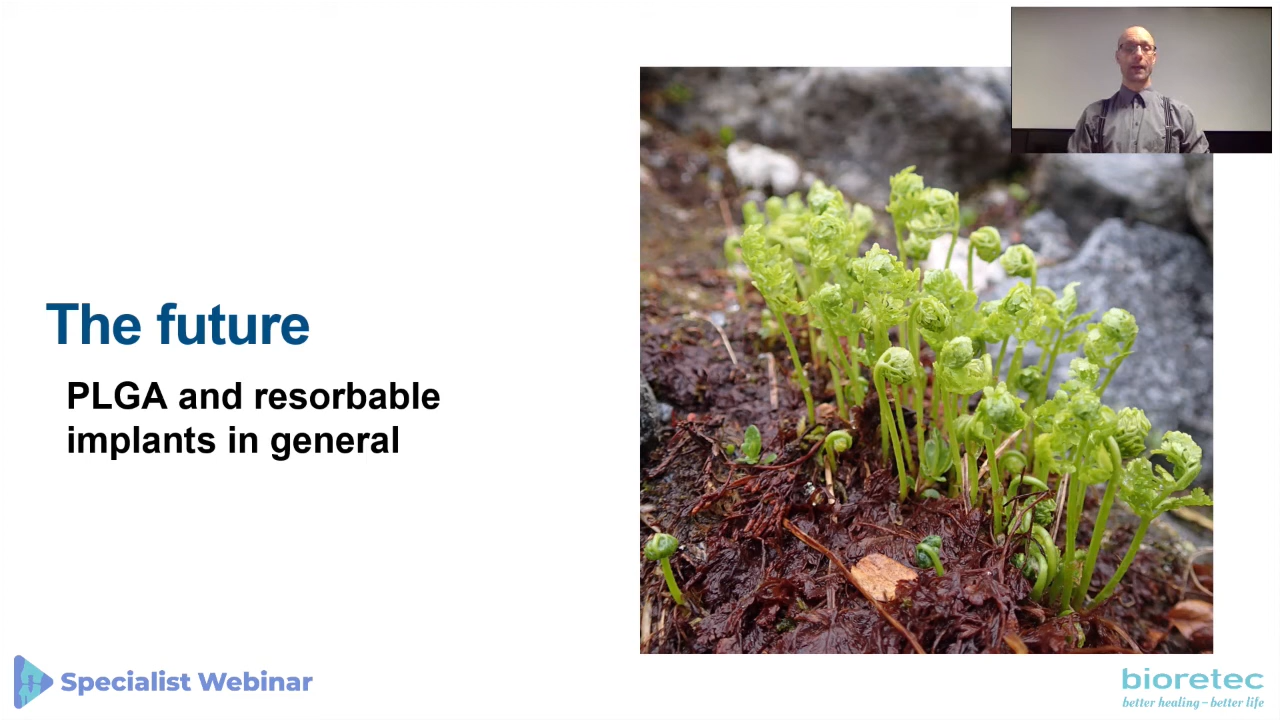 The future
PLGA and resorbable
implants in general
Specialist Webinar
bioretec
better healing – better life